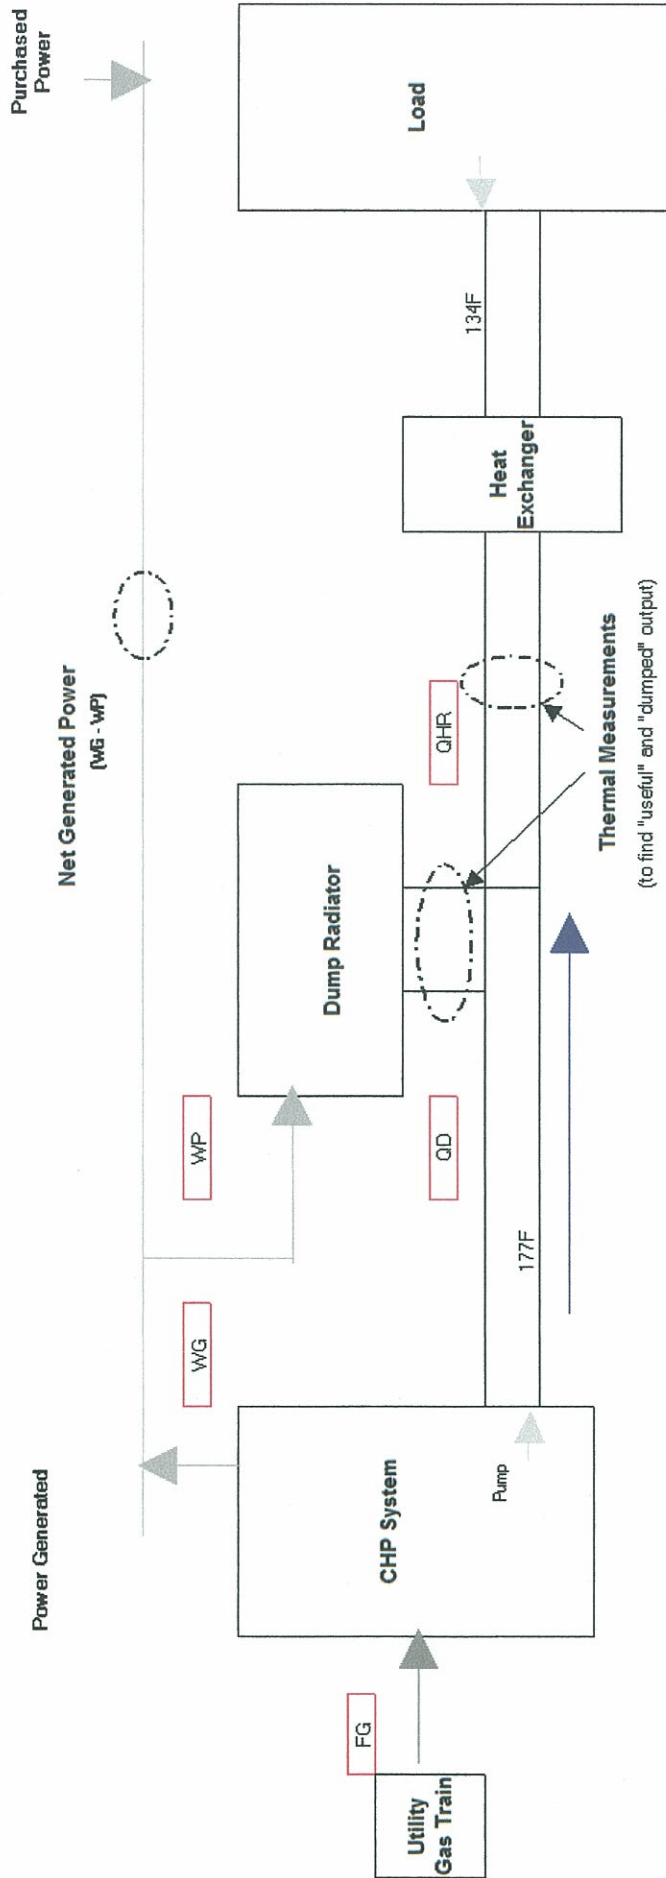 Power Generated
Net Generated Power
(WG - WP)
Purchased
Power
WG
WP
Utility
Gas Train
FG
CHP System
Pump
177F
Dump Radiator
QD
QHR
Thermal Measurements
(to find "useful" and "dumped" output)
Heat
Exchanger
134F
Load